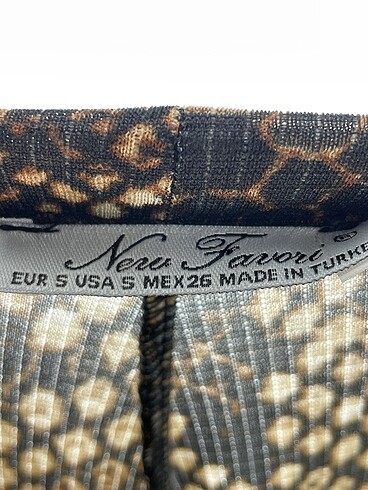 New Favori ®
EUR S USA S MEX26 MADE IN TURKE